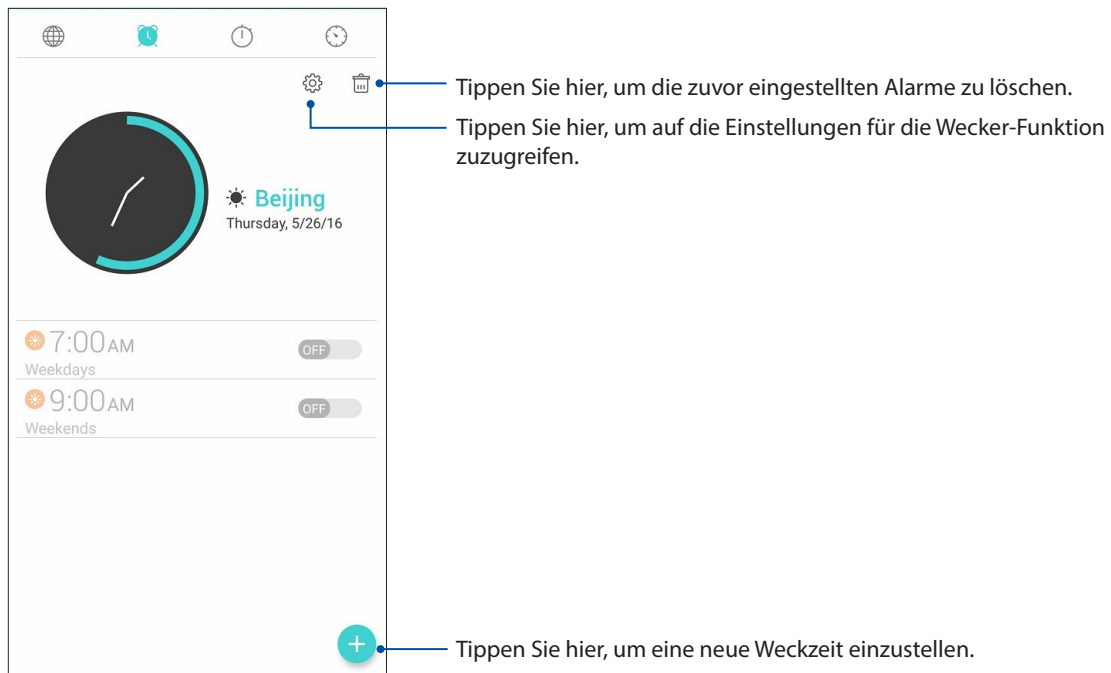 Tippen Sie hier, um die zuvor eingestellten Alarme zu löschen.
Tippen Sie hier, um auf die Einstellungen für die Wecker-Funktion
zuzugreifen.
Beijing
Thursday, 5/26/16
7:00AM
OFF
Weekdays
9:00AM
OFF
Weekends
Tippen Sie hier, um eine neue Weckzeit einzustellen.